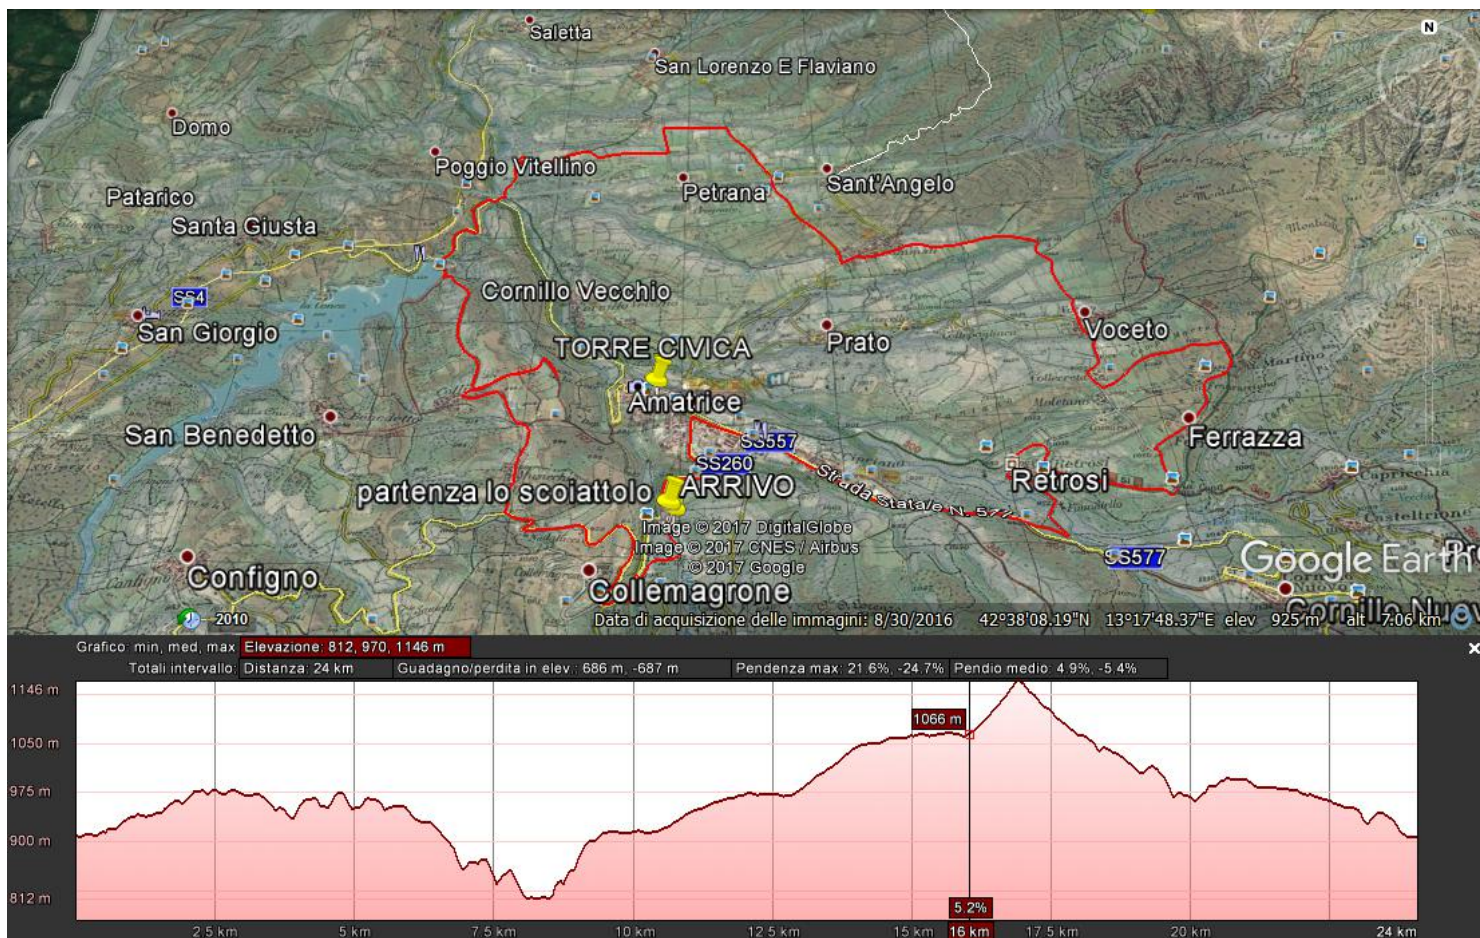 N
Saletta
San Lorenzo E Flaviano
Domo
Poggio Vitellino
Patarico
Petrana
Sant'Angelo
Santa Giusta
SS4
Cornillo Vecchio
San Giorgio
Voceto
TORRE CIVICA
Prato
Amatrice
San Benedetto
SS557
Ferrazza
SS260
partenza lo scoiattolo
ARRIVO
Strada Statale N. 577
Retrosi
Image © 2017 DigitalGlobe
Image © 2017 CNES / Airbus
© 2017 Google
SS577
Google Earth
Configno
Collemagrone
Cornillo Nuov
2010
Data di acquisizione delle immagini: 8/30/2016 42°38'08.19"N 13°17'48.37"E elev 925 m alt 7.06 km
Grafico: min, med, max Elevazione: 812, 970, 1146 m
Totali intervallo: Distanza: 24 km Guadagno/perdita in elev.: 686 m, -687 m Pendenza max: 21.6%, -24.7% Pendio medio: 4.9%, -5.4%
1146 m
1066 m
1050 m
975 m
900 m
812 m
5.2%
2.5 km 5 km 7.5 km 10 km 12.5 km 15 km 16 km 17.5 km 20 km 24 km